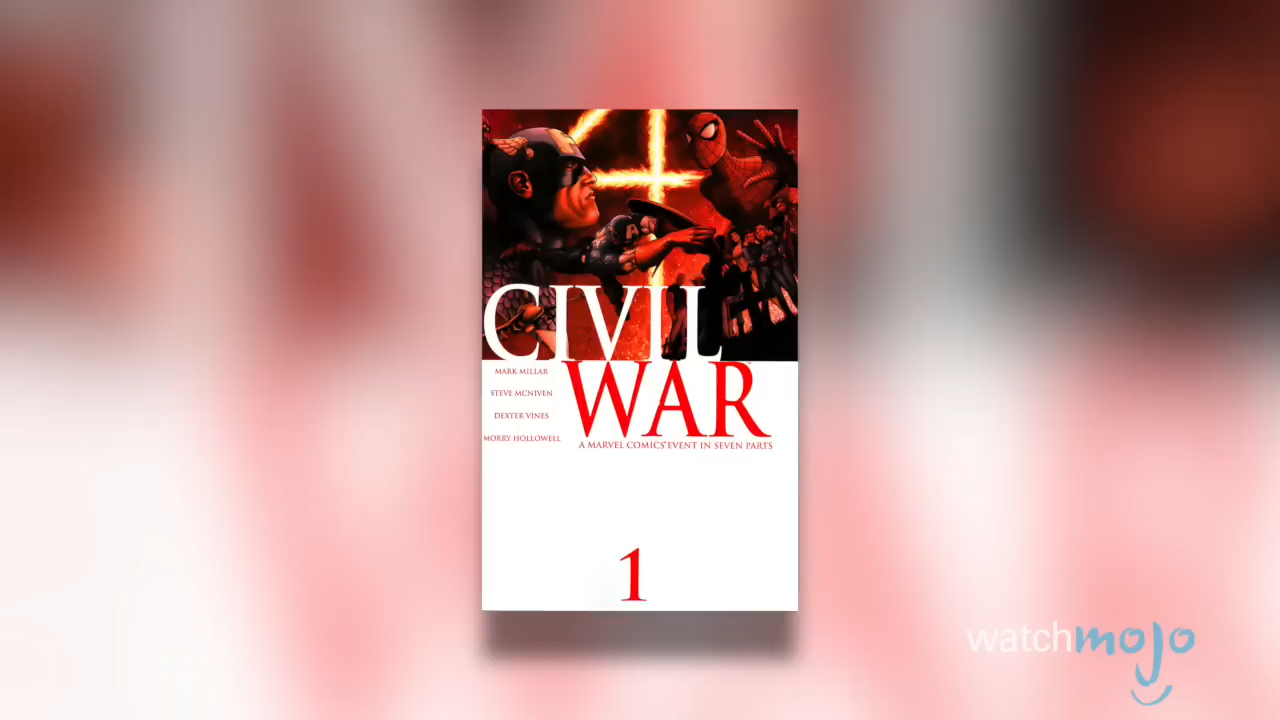 CIVIL
WAR
MARK MILLAR
STEVE MCNIVEN
DEXTER VINES
MORRY HOLLOWELL
A MARVEL COMICS EVENT IN SEVEN PARTS
1
watchmojo